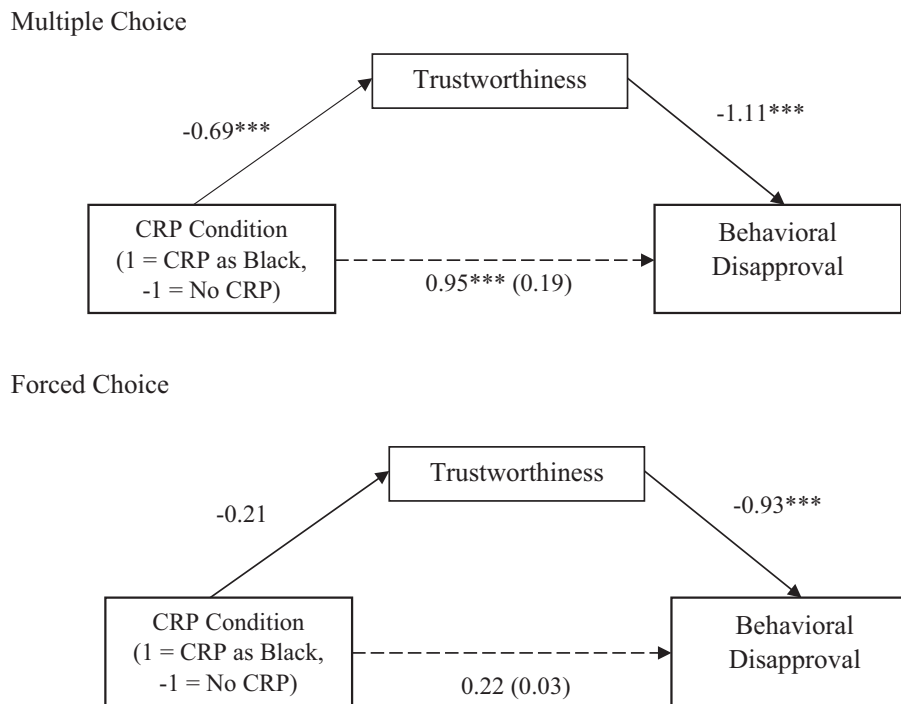 Multiple Choice
Trustworthiness
-0.69***
-1.11***
CRP Condition
(1 = CRP as Black,
-1 = No CRP)
Behavioral
Disapproval
0.95*** (0.19)
Forced Choice
Trustworthiness
-0.21
-0.93***
CRP Condition
(1 = CRP as Black,
-1 = No CRP)
Behavioral
Disapproval
0.22 (0.03)